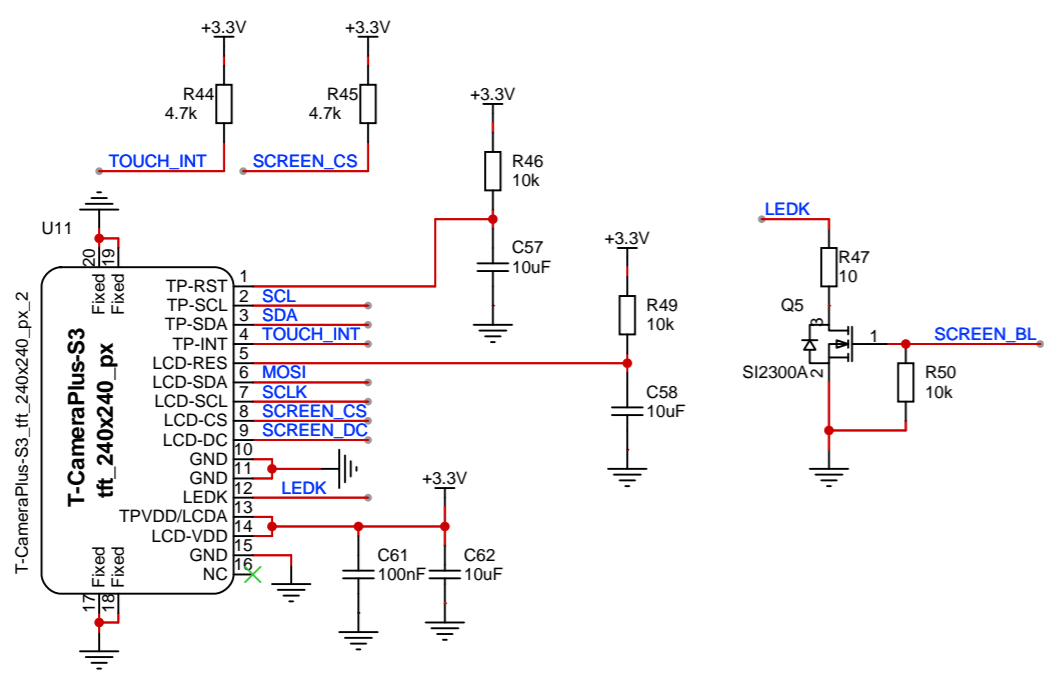 +3.3V
R44
4.7k
TOUCH_INT
+3.3V
R45
4.7k
SCREEN_CS
+3.3V
R46
10k
C57
10uF
+3.3V
R49
10k
C58
10uF
LEDK
R47
10
Q5
3
1
2
SI2300A
SCREEN_BL
R50
10k
U11
20
19
Fixed
Fixed
T-CameraPlus-S3_tft_240x240_px_2
T-CameraPlus-S3
tft_240x240_px
TP-RST 1
TP-SCL 2 SCL
TP-SDA 3 SDA
TP-INT 4 TOUCH_INT
LCD-RES 5
LCD-SDA 6 MOSI
LCD-SCL 7 SCLK
LCD-CS 8 SCREEN_CS
LCD-DC 9 SCREEN_DC
GND 10
GND 11
LEDK 12 LEDK
TPVDD/LCDA 13
LCD-VDD 14
GND 15
NC 16
Fixed
Fixed
17
18
+3.3V
C61
100nF
C62
10uF